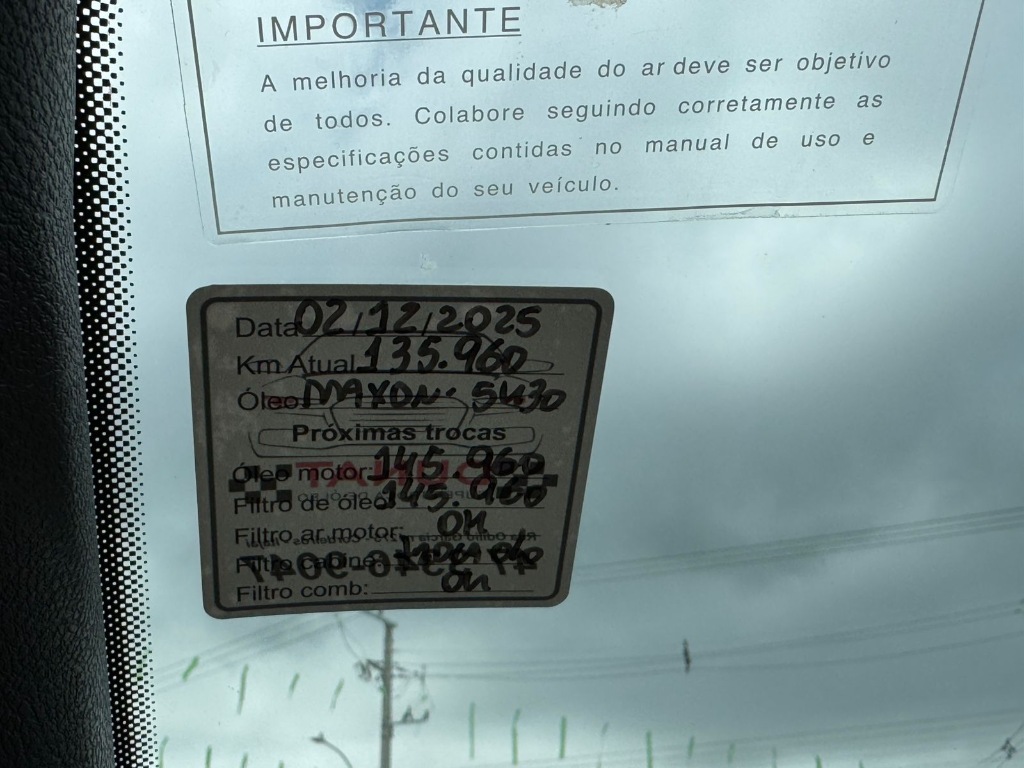 IMPORTANTE
A melhoria da qualidade do ar deve ser objetivo
de todos. Colabore seguindo corretamente as
especificações contidas no manual de uso e
manutenção do seu veículo.
Data 02/12/2025
Km Atual 135.960
Óleo MAXON 5W30
Próximas trocas
Óleo motor 145.960
Filtro de óleo 145.960
Filtro ar motor: OK
Filtro cabine:
Filtro comb: OK